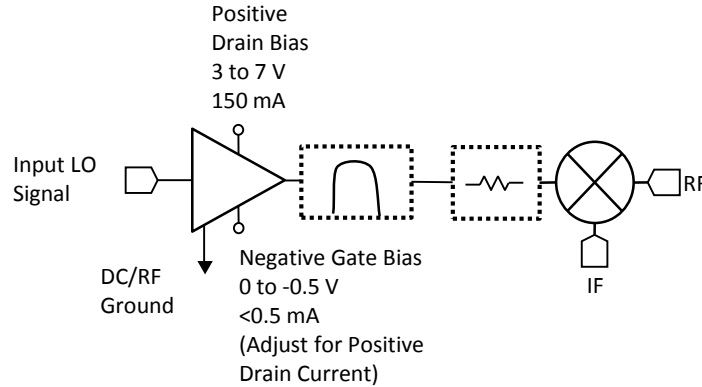 Positive
Drain Bias
3 to 7 V
150 mA
Input LO
Signal
RF
DC/RF
Ground
Negative Gate Bias
0 to -0.5 V
<0.5 mA
(Adjust for Positive
Drain Current)
IF